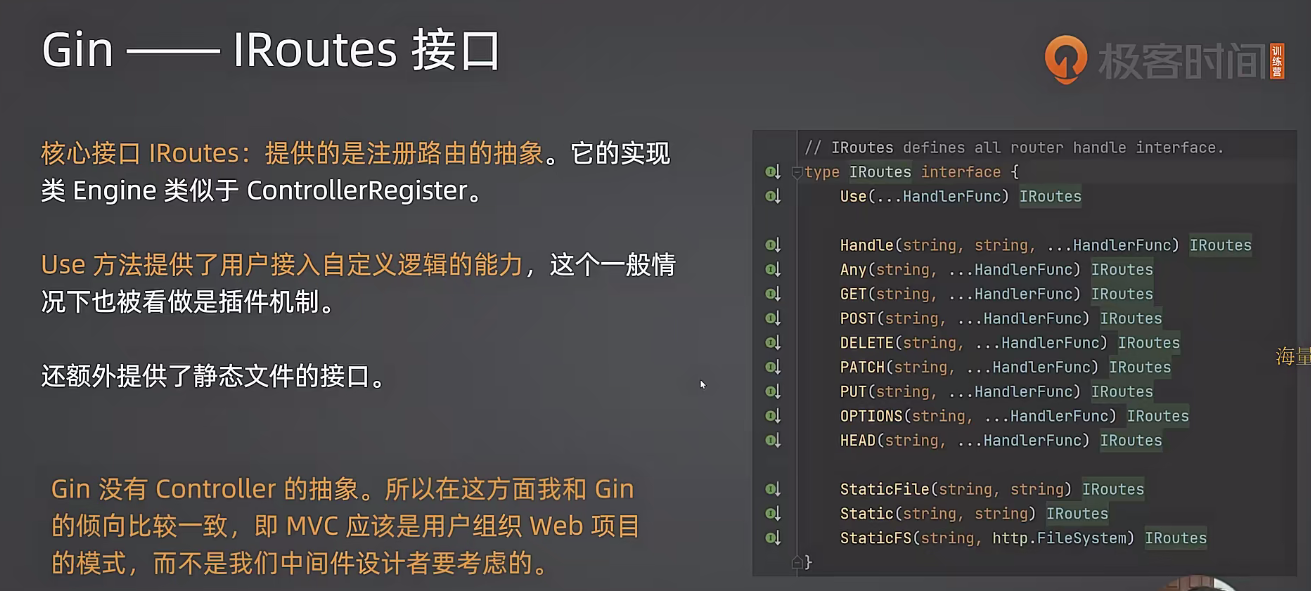 Gin —— IRoutes 接口
极客时间
训练营
核心接口 IRoutes：提供的是注册路由的抽象。它的实现
类 Engine 类似于 ControllerRegister。
Use 方法提供了用户接入自定义逻辑的能力，这个一般情
况下也被看做是插件机制。
还额外提供了静态文件的接口。
Gin 没有 Controller 的抽象。所以在这方面我和 Gin
的倾向比较一致，即 MVC 应该是用户组织 Web 项目
的模式，而不是我们中间件设计者要考虑的。
// IRoutes defines all router handle interface.
type IRoutes interface {
Use(...HandlerFunc) IRoutes
Handle(string, string, ...HandlerFunc) IRoutes
Any(string, ...HandlerFunc) IRoutes
GET(string, ...HandlerFunc) IRoutes
POST(string, ...HandlerFunc) IRoutes
DELETE(string, ...HandlerFunc) IRoutes
PATCH(string, ...HandlerFunc) IRoutes
PUT(string, ...HandlerFunc) IRoutes
OPTIONS(string, ...HandlerFunc) IRoutes
HEAD(string, ...HandlerFunc) IRoutes
StaticFile(string, string) IRoutes
Static(string, string) IRoutes
StaticFS(string, http.FileSystem) IRoutes
}
海量